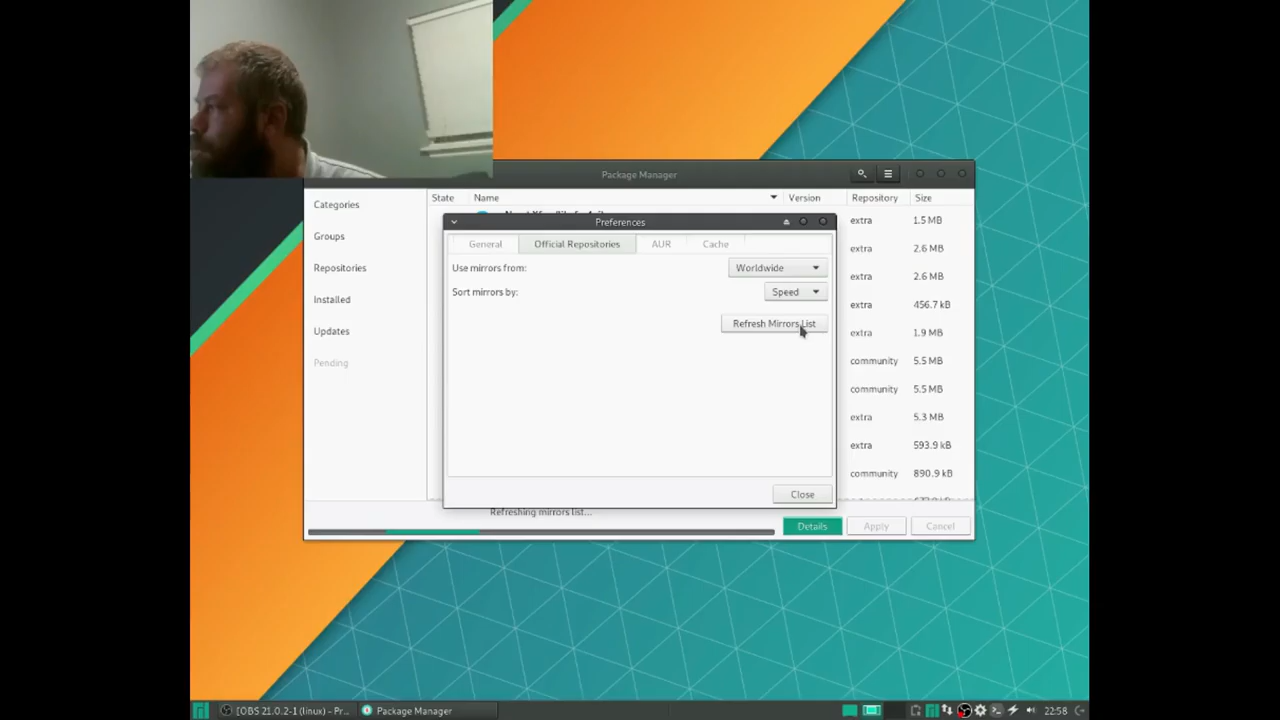 Package Manager
Categories
Groups
Repositories
Installed
Updates
Pending
State Name Version Repository Size
extra 1.5 MB
extra 2.6 MB
extra 2.6 MB
extra 456.7 kB
extra 1.9 MB
community 5.5 MB
community 5.5 MB
extra 5.3 MB
extra 593.9 kB
community 890.9 kB
Preferences
General Official Repositories AUR Cache
Use mirrors from: Worldwide
Sort mirrors by: Speed
Refresh Mirrors List
Close
Refreshing mirrors list...
Details Apply Cancel
[OBS 21.0.2-1 (linux) - Pr... Package Manager 22:58